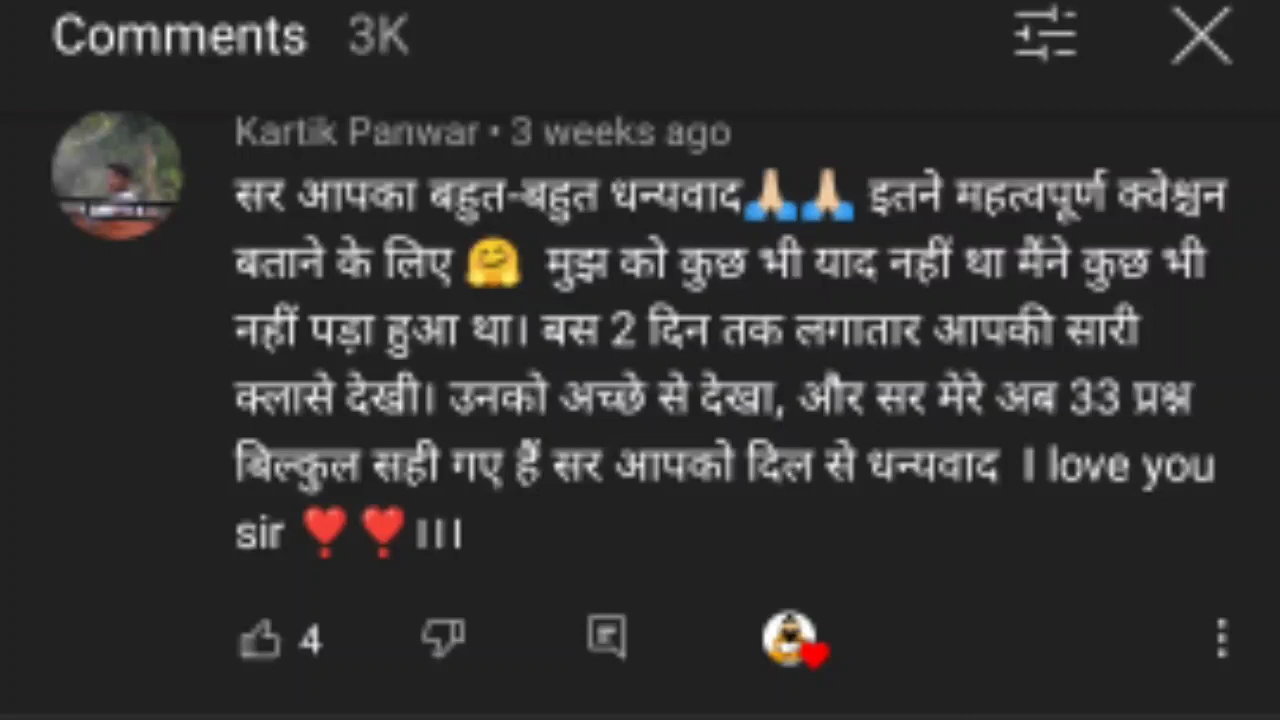 Comments 3K
Kartik Panwar • 3 weeks ago
सर आपका बहुत-बहुत धन्यवाद🙏🏼🙏🏼 इतने महत्वपूर्ण क्वेश्चन
बताने के लिए 🤗 मुझ को कुछ भी याद नहीं था मैंने कुछ भी
नहीं पड़ा हुआ था। बस 2 दिन तक लगातार आपकी सारी
क्लासे देखी। उनको अच्छे से देखा, और सर मेरे अब 33 प्रश्न
बिल्कुल सही गए हैं सर आपको दिल से धन्यवाद I love you
sir ❣️❣️।।।
4